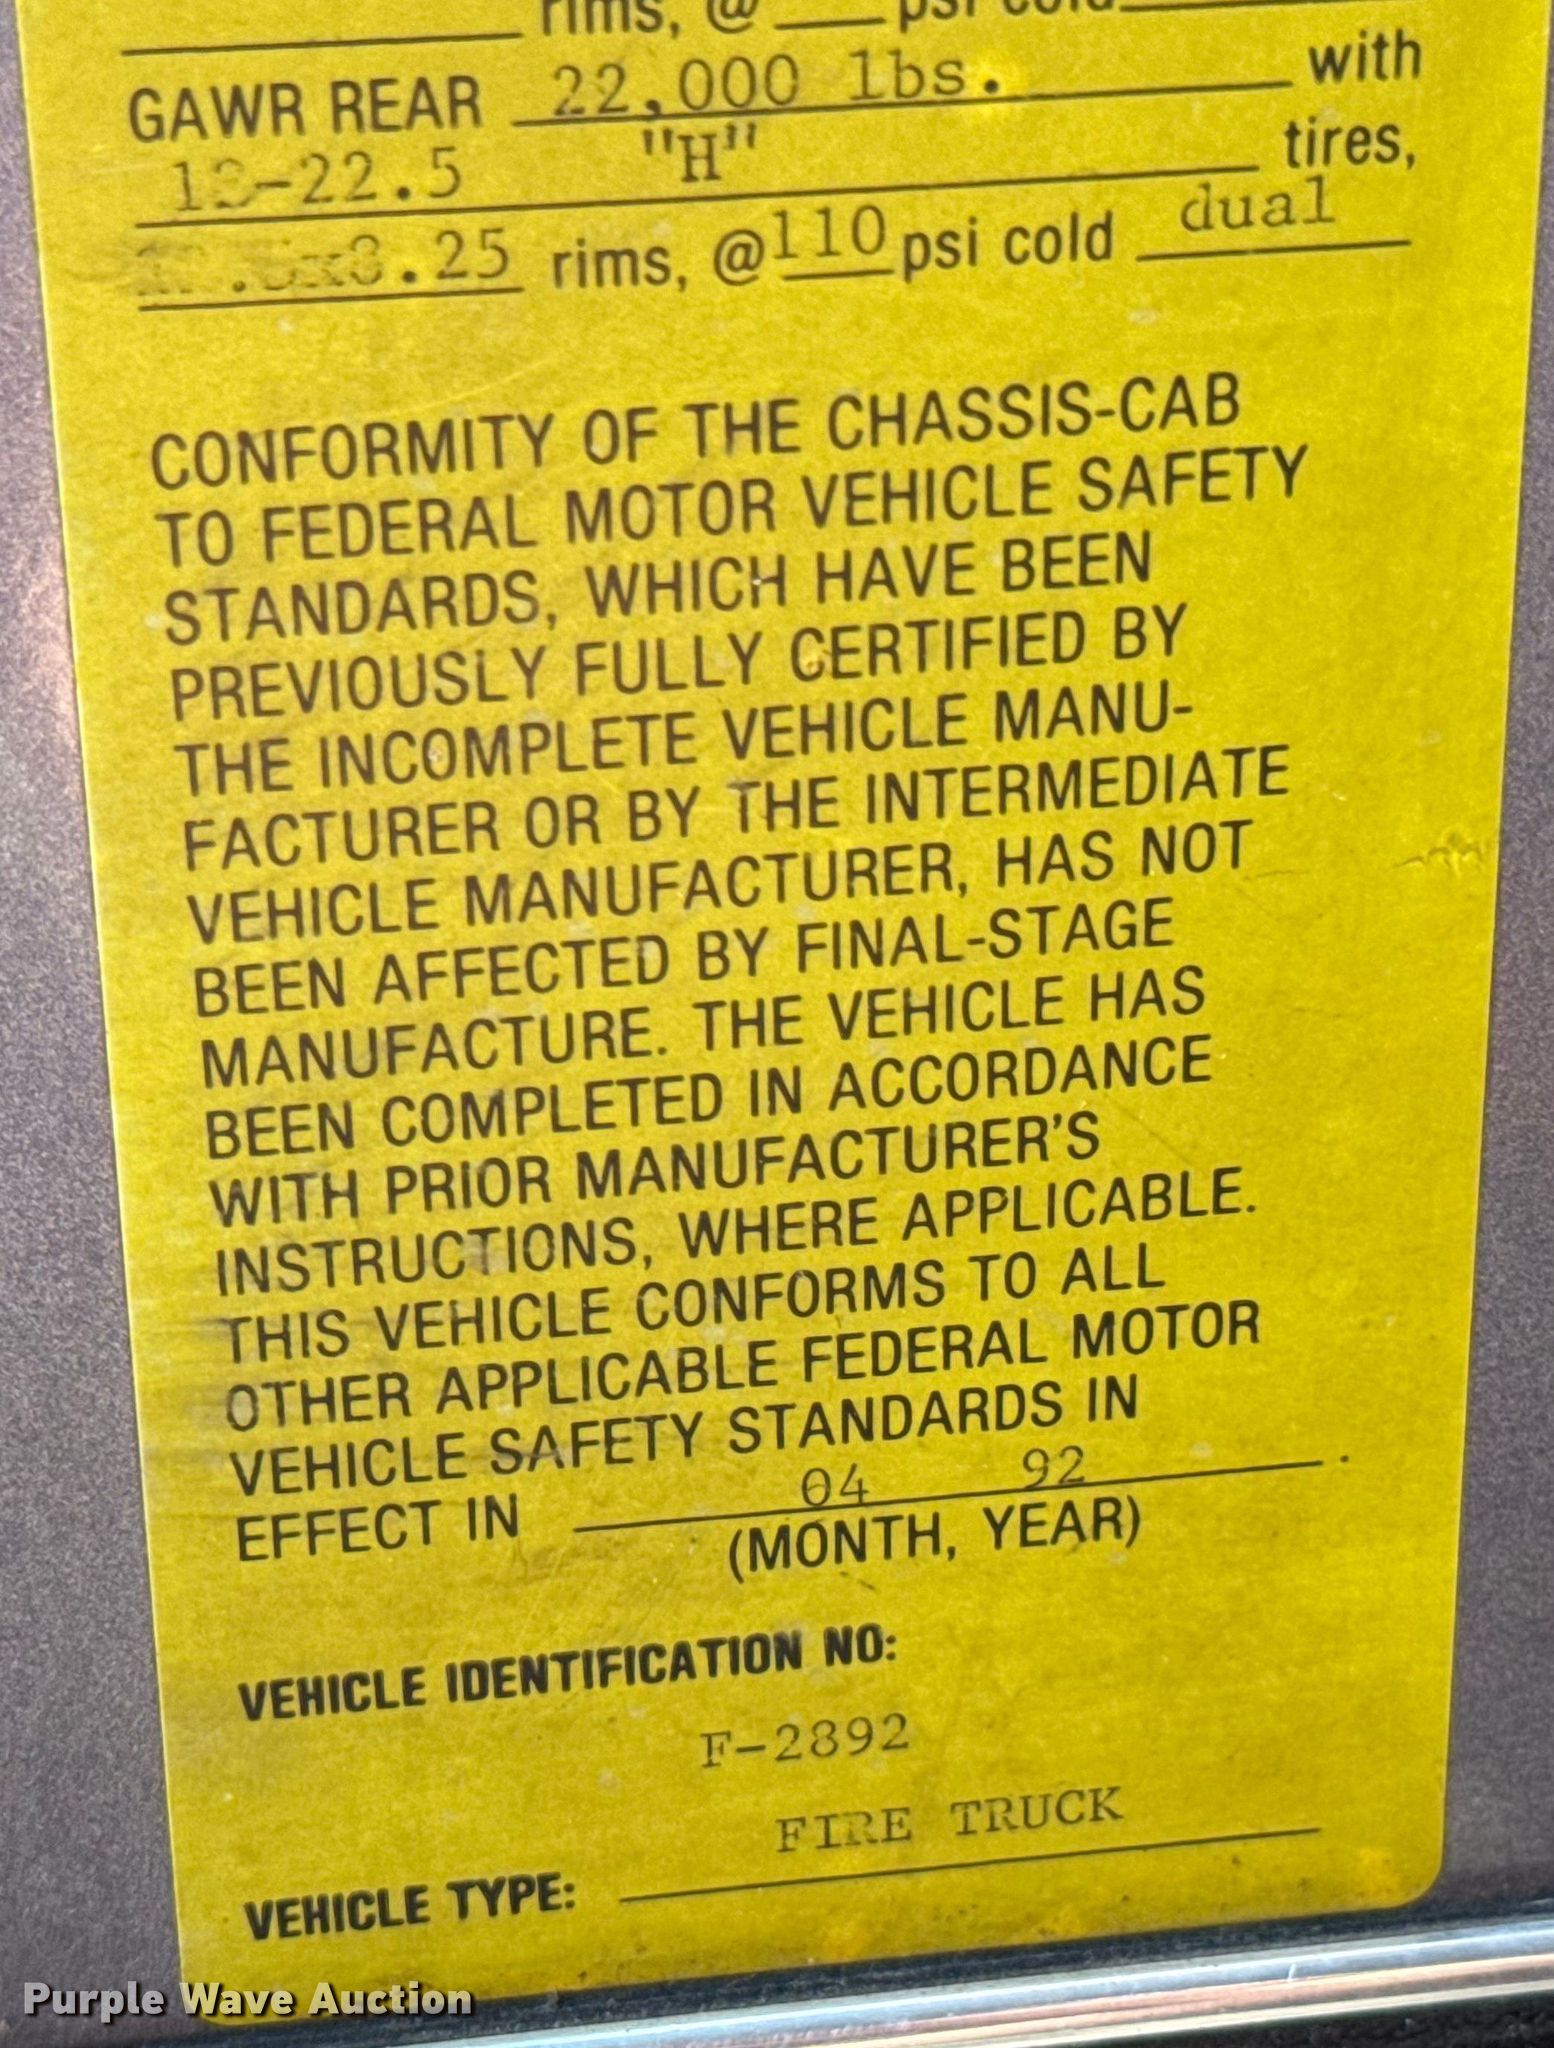 rims, @ psi cold
GAWR REAR 22,000 lbs. with
"H" tires,
rims, @ 110 psi cold dual
CONFORMITY OF THE CHASSIS-CAB
TO FEDERAL MOTOR VEHICLE SAFETY
STANDARDS, WHICH HAVE BEEN
PREVIOUSLY FULLY CERTIFIED BY
THE INCOMPLETE VEHICLE MANU-
FACTURER OR BY THE INTERMEDIATE
VEHICLE MANUFACTURER, HAS NOT
BEEN AFFECTED BY FINAL-STAGE
MANUFACTURE. THE VEHICLE HAS
BEEN COMPLETED IN ACCORDANCE
WITH PRIOR MANUFACTURER'S
INSTRUCTIONS, WHERE APPLICABLE.
THIS VEHICLE CONFORMS TO ALL
OTHER APPLICABLE FEDERAL MOTOR
VEHICLE SAFETY STANDARDS IN
EFFECT IN 04 92 .
(MONTH, YEAR)
VEHICLE IDENTIFICATION NO:
F-2892
FIRE TRUCK
VEHICLE TYPE:
Purple Wave Auction